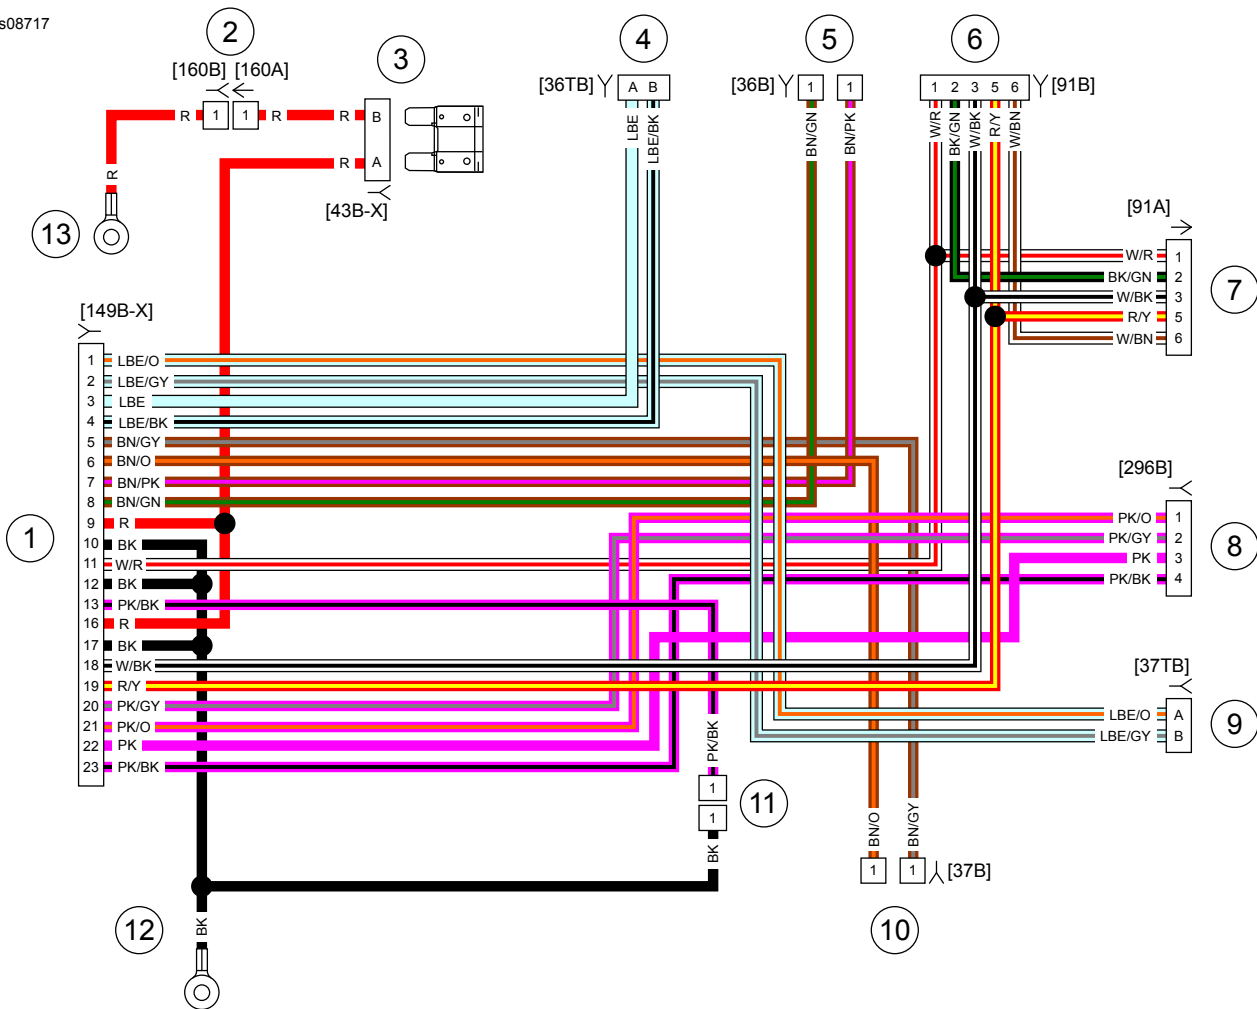 s08717
2
3
4
5
6
[160B] [160A]
1 1
R R R B
R A
[43B-X]
R
13
[36TB] A B
LBE LBE/BK
[36B] 1 1
BN/GN BN/PK
1 2 3 5 6 [91B]
W/R BK/GN W/BK R/Y W/BN
[91A]
W/R 1
BK/GN 2
W/BK 3
R/Y 5
W/BN 6
7
[149B-X]
1 LBE/O
2 LBE/GY
3 LBE
4 LBE/BK
5 BN/GY
6 BN/O
7 BN/PK
8 BN/GN
9 R
10 BK
11 W/R
12 BK
13 PK/BK
16 R
17 BK
18 W/BK
19 R/Y
20 PK/GY
21 PK/O
22 PK
23 PK/BK
1
[296B]
PK/O 1
PK/GY 2
PK 3
PK/BK 4
8
[37TB]
LBE/O A
LBE/GY B
9
PK/BK
1
1
BK
11
BN/O BN/GY
1 1 [37B]
10
12
BK